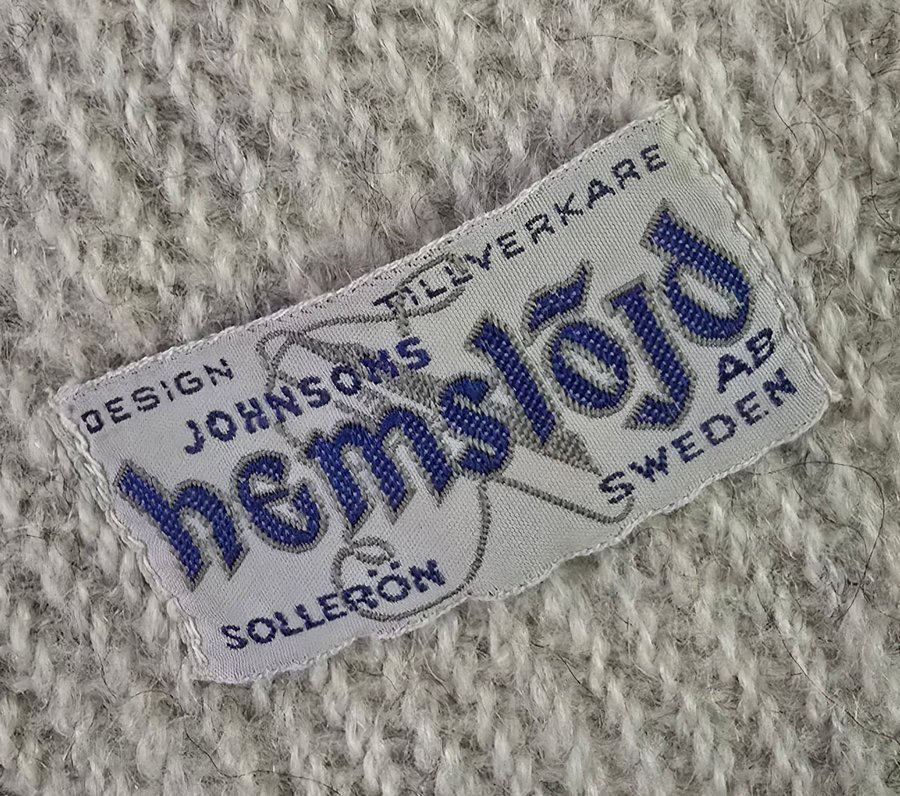 DESIGN TILLVERKARE
JOHNSONS
hemslöjd AB
SOLLERÖN SWEDEN